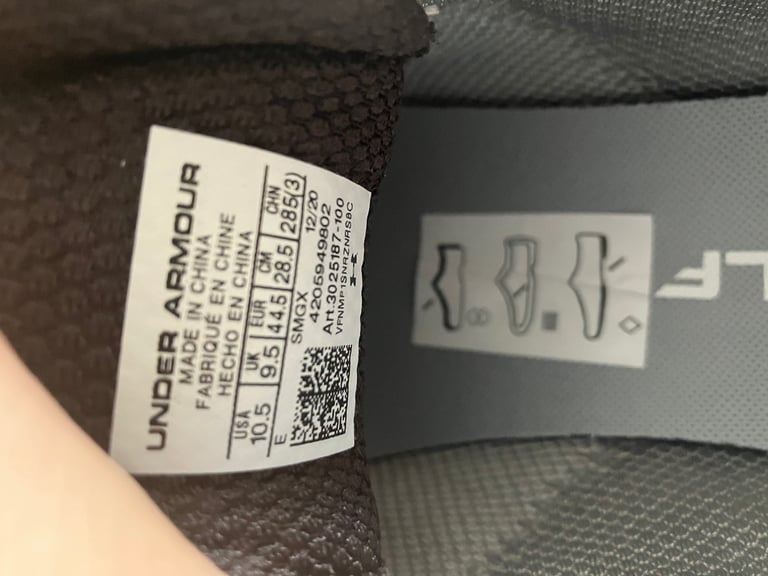 UNDER ARMOUR
MADE IN CHINA
FABRIQUÉ EN CHINE
HECHO EN CHINA
USA UK EUR CM CHN
10.5 9.5 44.5 28.5 285(3)
E SMGX 12/20
4205949802
Art.3025187-100
VFNMP1SNRZNRS8C
LF